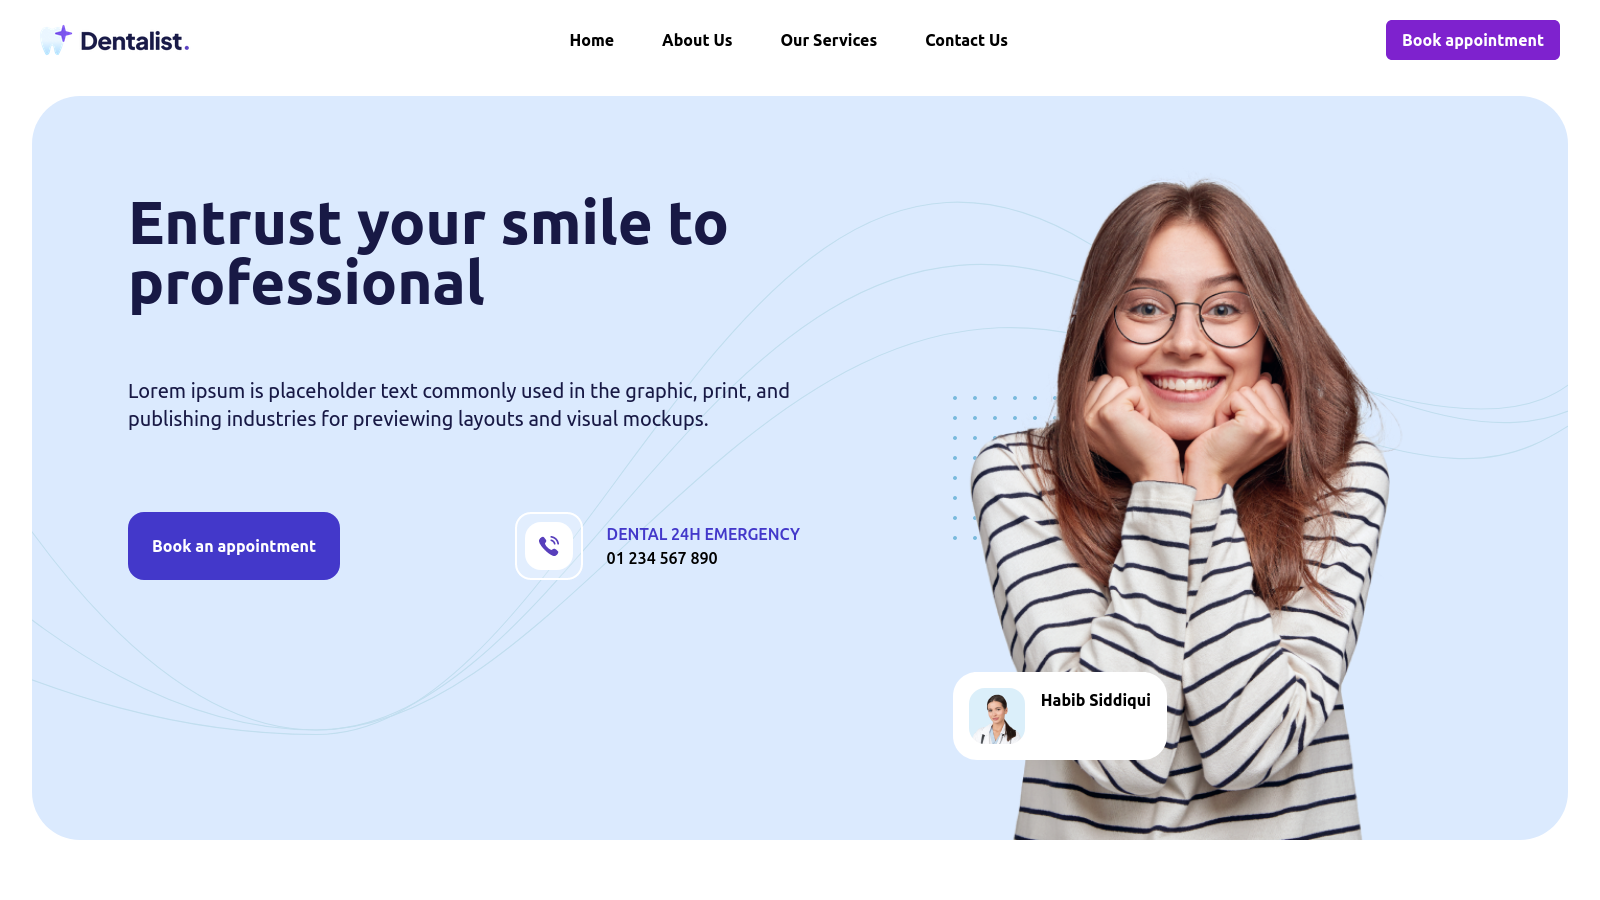 Dentalist.
Home
About Us
Our Services
Contact Us
Book appointment
Entrust your smile to
professional
Lorem ipsum is placeholder text commonly used in the graphic, print, and
publishing industries for previewing layouts and visual mockups.
Book an appointment
DENTAL 24H EMERGENCY
01 234 567 890
Habib Siddiqui